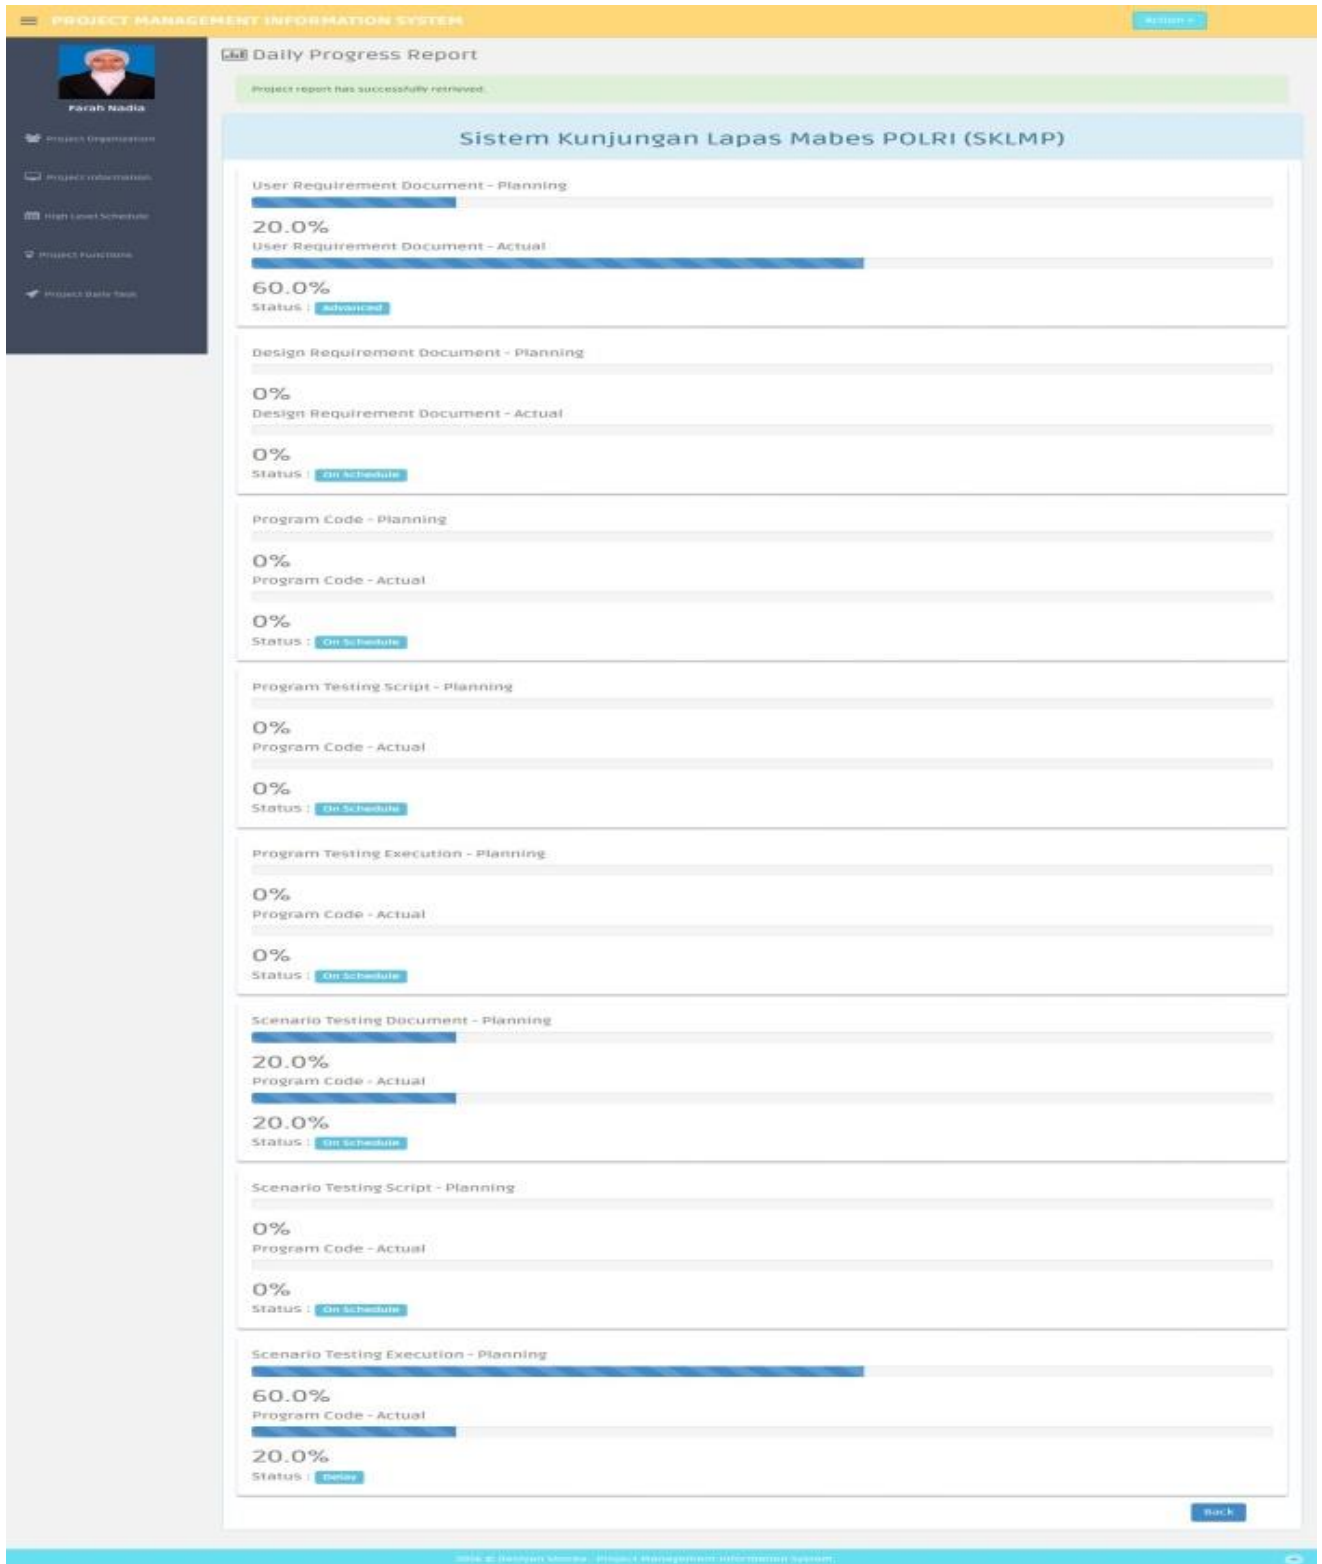 PROJECT MANAGEMENT INFORMATION SYSTEM
Action
Farah Nadia
Project Organization
Project Information
High Level Schedule
Project Functions
Project Daily Task
Daily Progress Report
Project report has successfully retrieved.
Sistem Kunjungan Lapas Mabes POLRI (SKLMP)
User Requirement Document - Planning
20.0%
User Requirement Document - Actual
60.0%
Status : Advanced
Design Requirement Document - Planning
0%
Design Requirement Document - Actual
0%
Status : On Schedule
Program Code - Planning
0%
Program Code - Actual
0%
Status : On Schedule
Program Testing Script - Planning
0%
Program Code - Actual
0%
Status : On Schedule
Program Testing Execution - Planning
0%
Program Code - Actual
0%
Status : On Schedule
Scenario Testing Document - Planning
20.0%
Program Code - Actual
20.0%
Status : On Schedule
Scenario Testing Script - Planning
0%
Program Code - Actual
0%
Status : On Schedule
Scenario Testing Execution - Planning
60.0%
Program Code - Actual
20.0%
Status : Delay
Back
Project Management Information System.